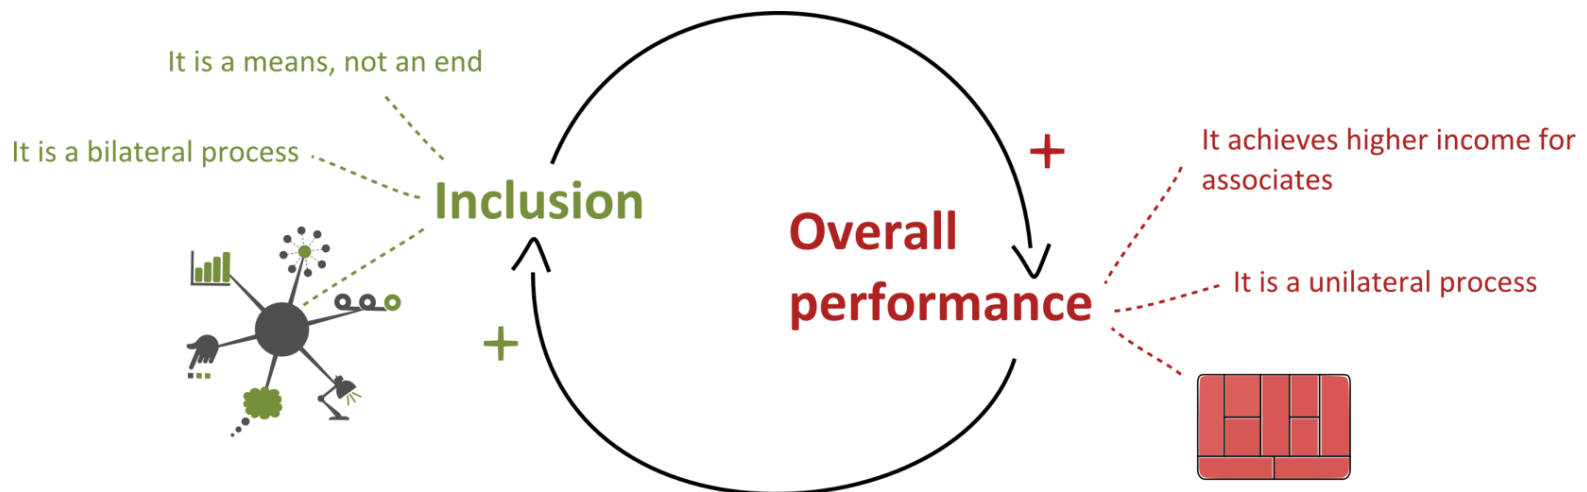 It is a means, not an end
It is a bilateral process
Inclusion
+
+
Overall
performance
It achieves higher income for
associates
It is a unilateral process